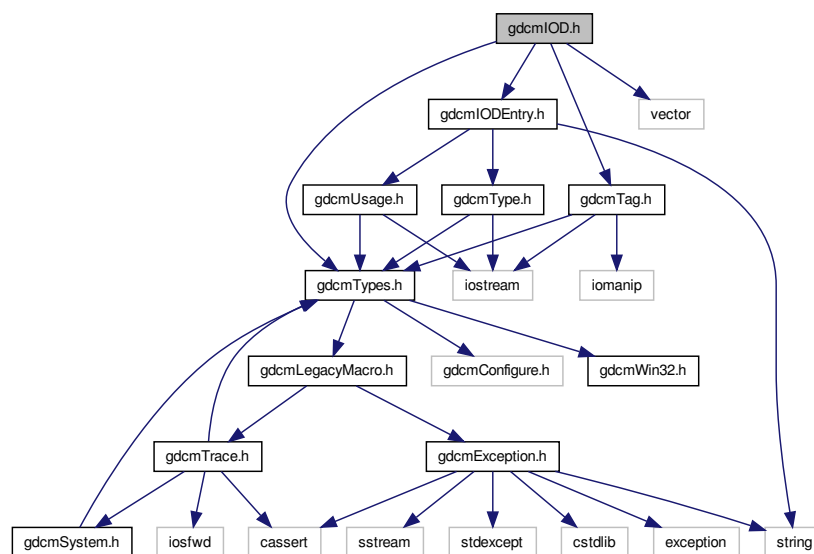 gdcmIOD.h
gdcmIODEntry.h
vector
gdcmUsage.h
gdcmType.h
gdcmTag.h
gdcmTypes.h
iostream
iomanip
gdcmLegacyMacro.h
gdcmConfigure.h
gdcmWin32.h
gdcmTrace.h
gdcmException.h
gdcmSystem.h
iosfwd
cassert
sstream
stdexcept
cstdlib
exception
string